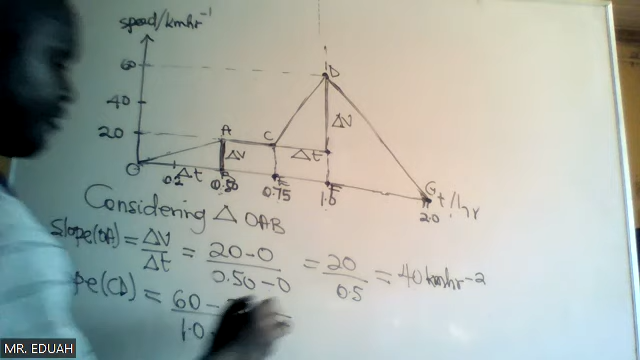 speed/kmhr⁻¹
60
40
20
O
A
C
D
Δv
Δv
Δt
Δt
0.2
0.50
E
0.75
F
1.0
G
2.0
t/hr
Considering Δ OAB
Slope(OA) = Δv/Δt = 20-0/0.50-0 = 20/0.5 = 40 kmhr-2
pe(CD) = 60-
1.0
MR. EDUAH